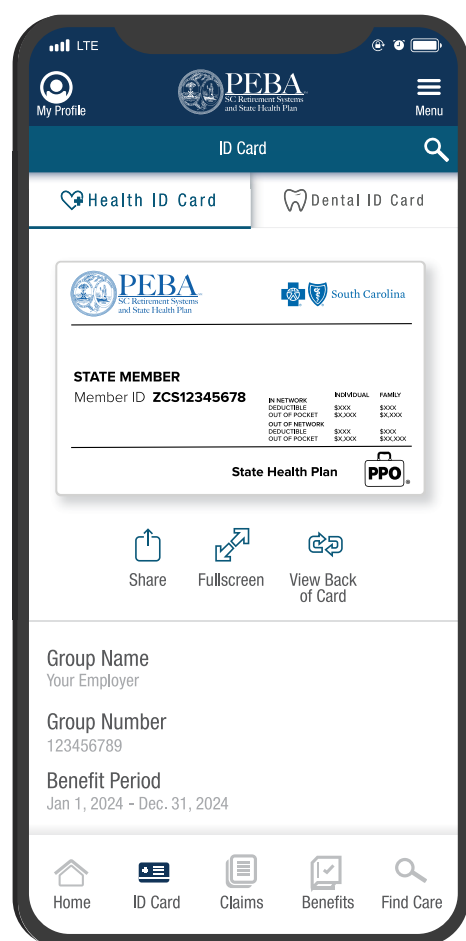 LTE
My Profile
PEBA
SC Retirement Systems
and State Health Plan
Menu
ID Card
Health ID Card
Dental ID Card
PEBA
SC Retirement Systems
and State Health Plan
South Carolina
STATE MEMBER
Member ID ZCS12345678
INDIVIDUAL FAMILY
IN NETWORK
DEDUCTIBLE $XXX $XXX
OUT OF POCKET $X,XXX $X,XXX
OUT OF NETWORK
DEDUCTIBLE $XXX $XXX
OUT OF POCKET $X,XXX $XX,XXX
State Health Plan
PPO®
Share
Fullscreen
View Back
of Card
Group Name
Your Employer
Group Number
123456789
Benefit Period
Jan 1, 2024 - Dec. 31, 2024
Home
ID Card
Claims
Benefits
Find Care